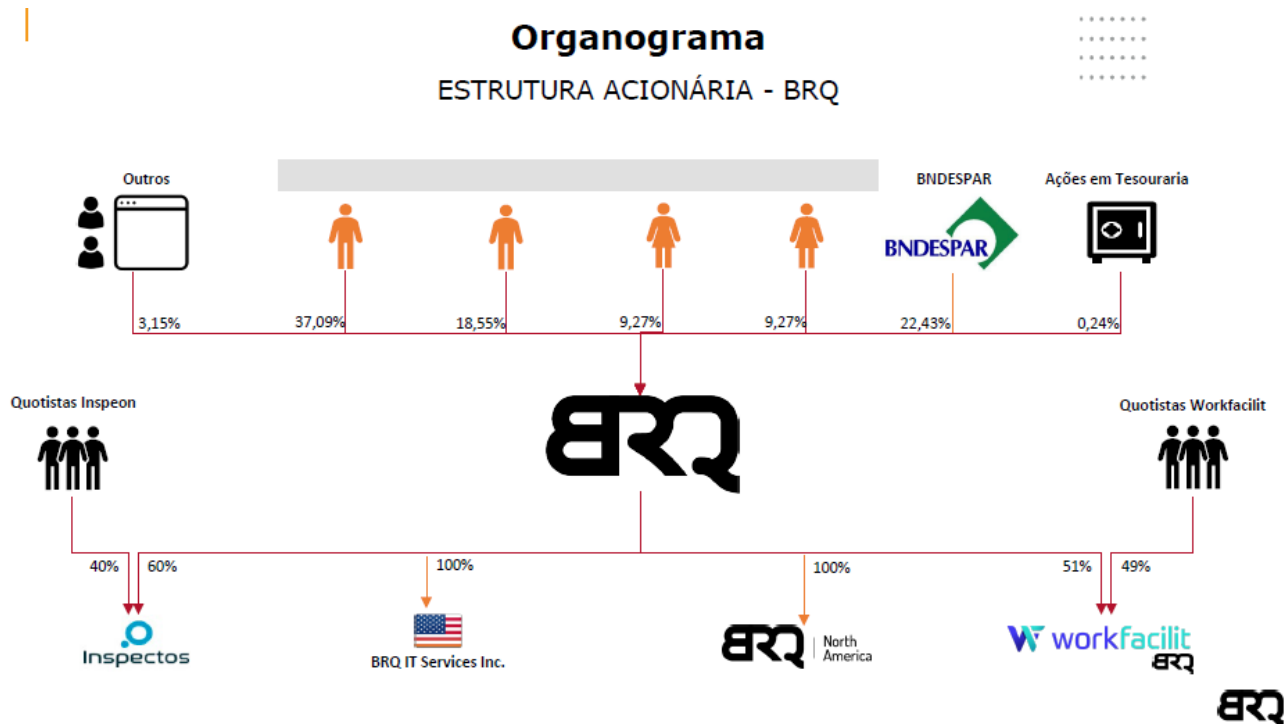 Organograma
ESTRUTURA ACIONÁRIA - BRQ
Outros
BNDESPAR
Ações em Tesouraria
BNDESPAR
3,15%
37,09%
18,55%
9,27%
9,27%
22,43%
0,24%
Quotistas Inspeon
BRQ
Quotistas Workfacilit
40%
60%
100%
100%
51%
49%
Inspectos
BRQ IT Services Inc.
BRQ
North
America
workfacilit
BRQ
BRQ